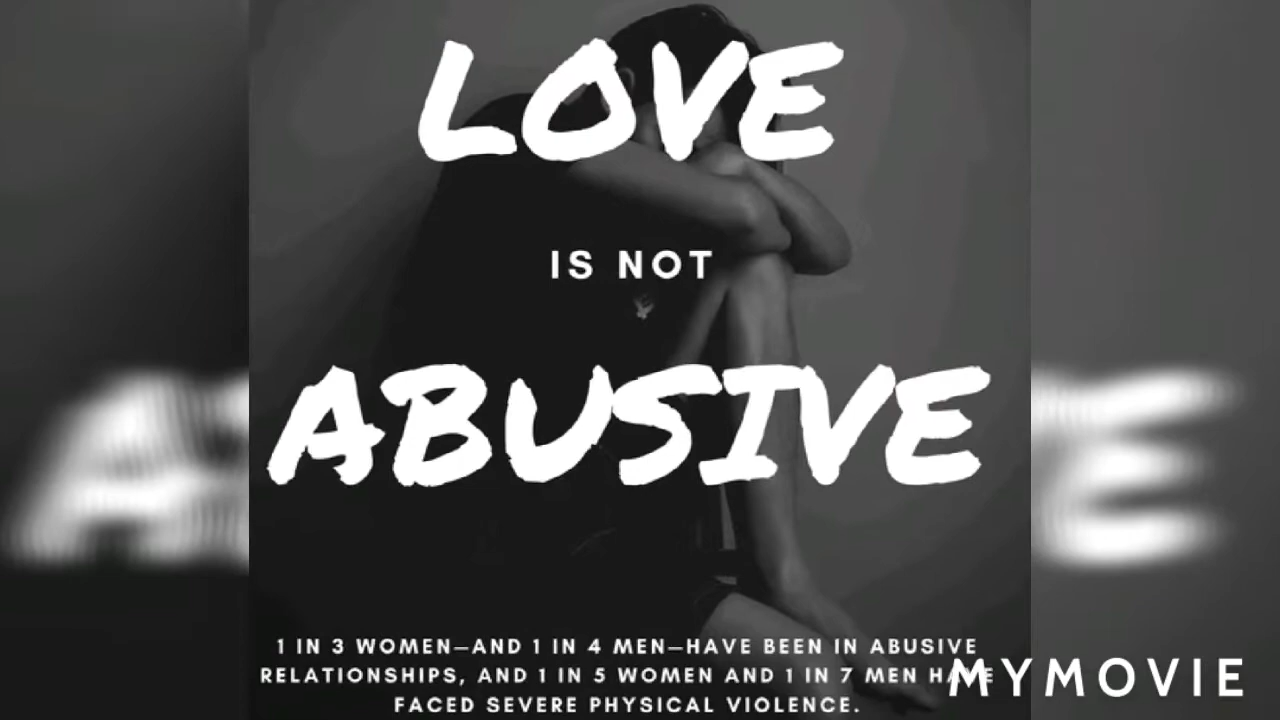 LOVE
IS NOT
ABUSIVE
1 IN 3 WOMEN—AND 1 IN 4 MEN—HAVE BEEN IN ABUSIVE
RELATIONSHIPS, AND 1 IN 5 WOMEN AND 1 IN 7 MEN HAVE
FACED SEVERE PHYSICAL VIOLENCE.
MYMOVIE